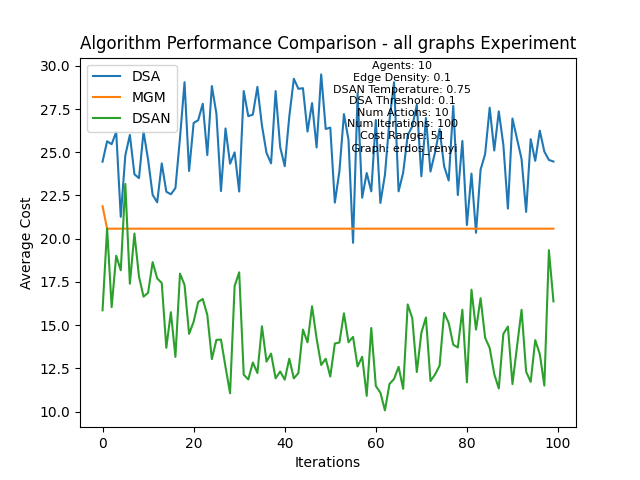 Algorithm Performance Comparison - all graphs Experiment
DSA
MGM
DSAN
Agents: 10
Edge Density: 0.1
DSAN Temperature: 0.75
DSA Threshold: 0.1
Num Actions: 10
Num Iterations: 100
Cost Range: 51
Graph: erdos_renyi
30.0
27.5
25.0
22.5
20.0
17.5
15.0
12.5
10.0
Average Cost
0 20 40 60 80 100
Iterations